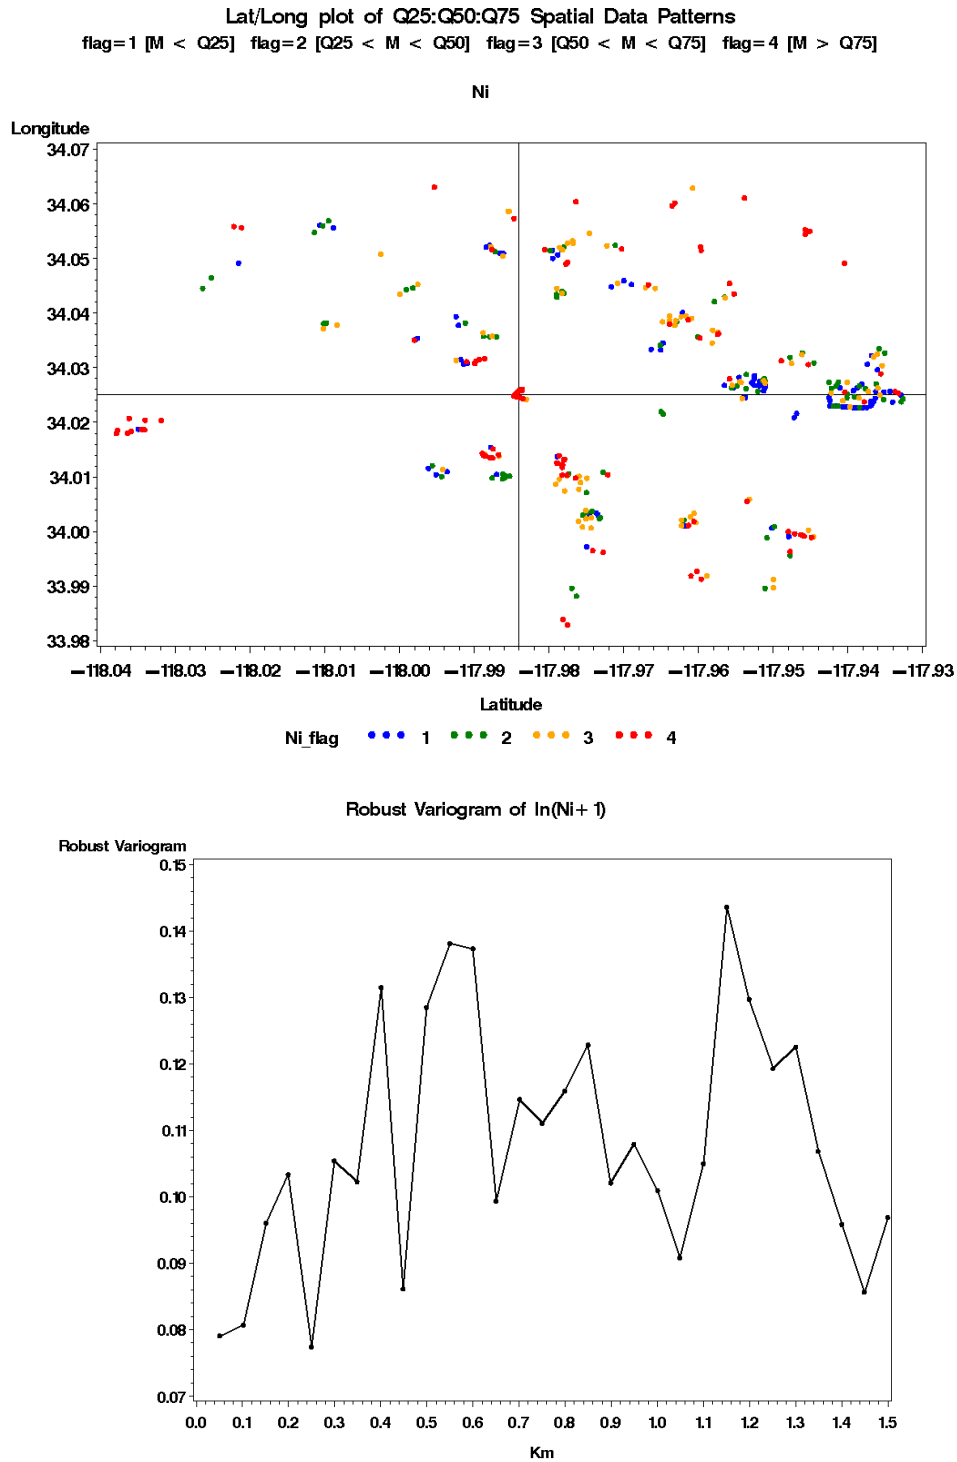 Lat/Long plot of Q25:Q50:Q75 Spatial Data Patterns
flag=1 [M < Q25] flag=2 [Q25 < M < Q50] flag=3 [Q50 < M < Q75] flag=4 [M > Q75]
Ni
Longitude
34.07
34.06
34.05
34.04
34.03
34.02
34.01
34.00
33.99
33.98
-118.04 -118.03 -118.02 -118.01 -118.00 -117.99 -117.98 -117.97 -117.96 -117.95 -117.94 -117.93
Latitude
Ni_flag 1 2 3 4
Robust Variogram of ln(Ni+1)
Robust Variogram
0.15
0.14
0.13
0.12
0.11
0.10
0.09
0.08
0.07
0.0 0.2 0.2 0.3 0.4 0.5 0.6 0.7 0.8 0.9 1.0 1.1 1.2 1.3 1.4 1.5
Km